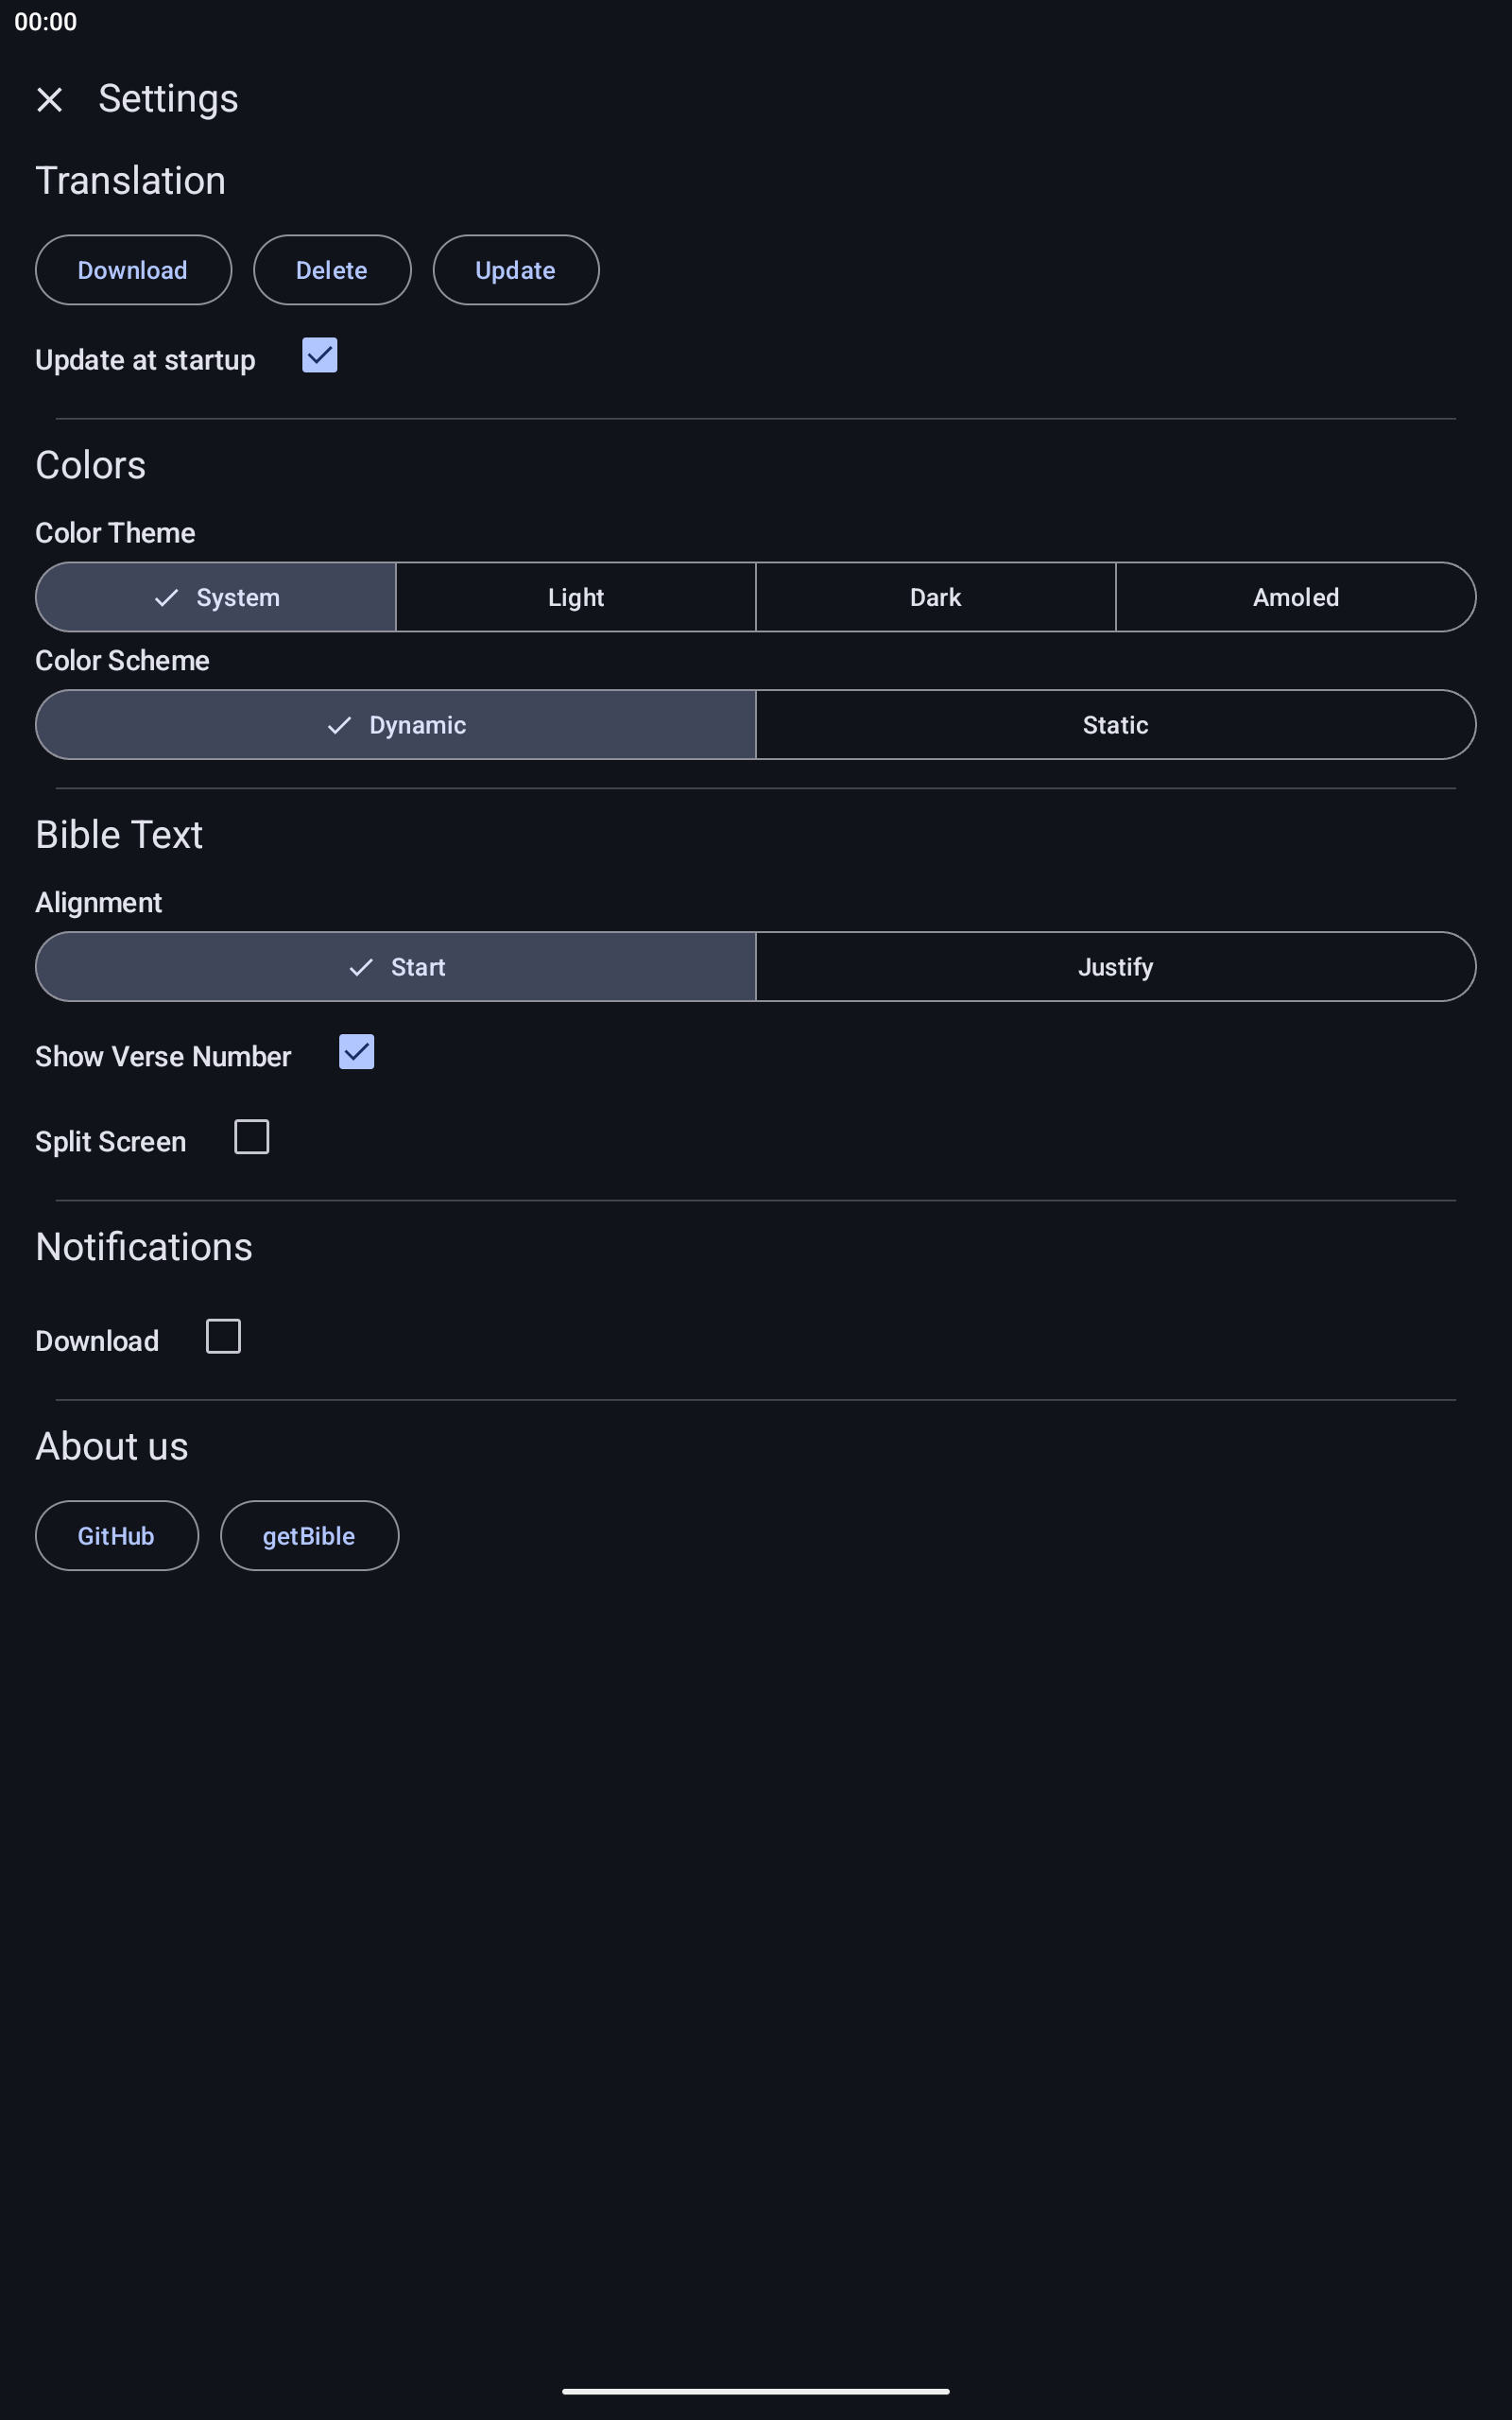 00:00
Settings
Translation
Download Delete Update
Update at startup
Colors
Color Theme
System Light Dark Amoled
Color Scheme
Dynamic Static
Bible Text
Alignment
Start Justify
Show Verse Number
Split Screen
Notifications
Download
About us
GitHub getBible